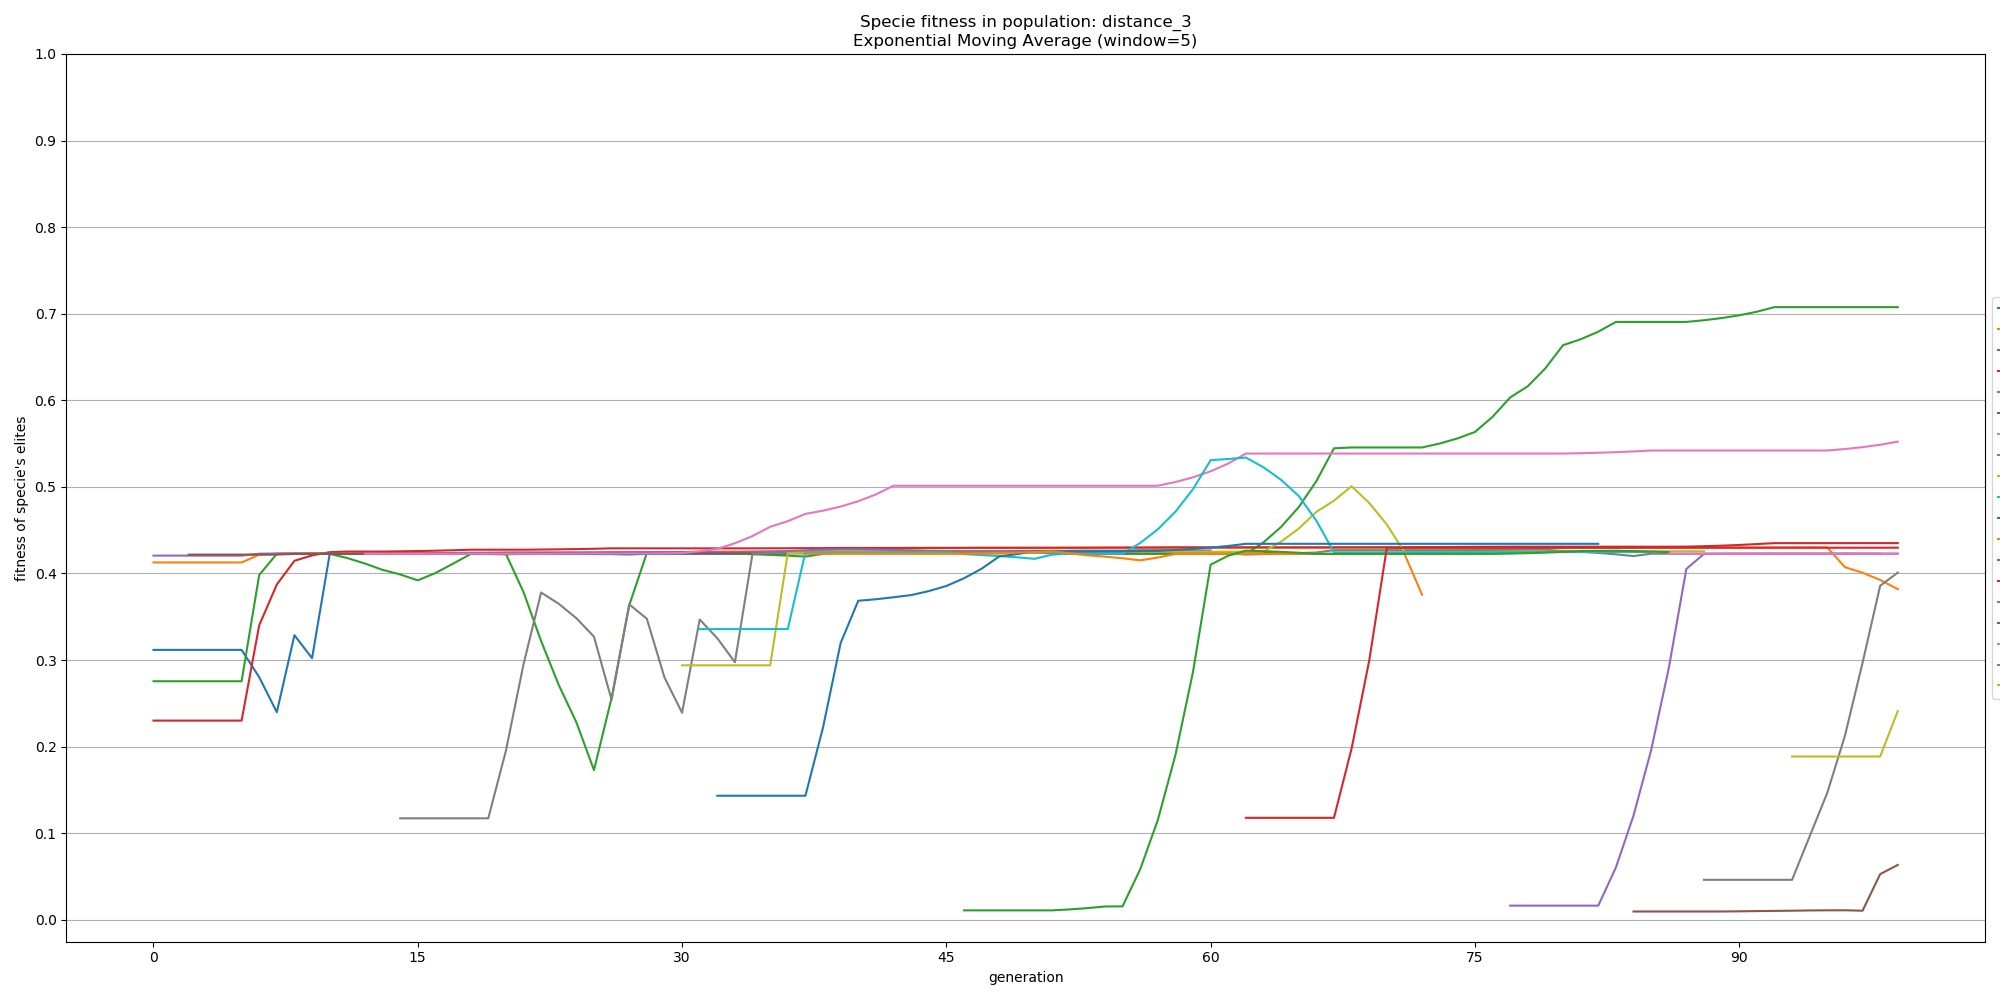 Specie fitness in population: distance_3
Exponential Moving Average (window=5)
fitness of specie's elites
1.0
0.9
0.8
0.7
0.6
0.5
0.4
0.3
0.2
0.1
0.0
0 15 30 45 60 75 90
generation